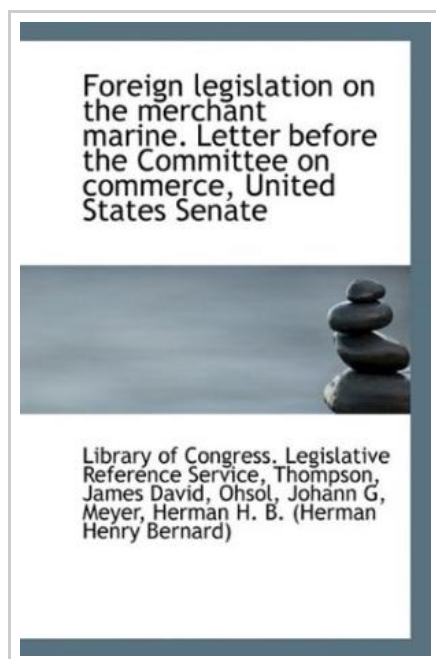 Foreign legislation on
the merchant
marine. Letter before
the Committee on
commerce, United
States Senate
Library of Congress. Legislative
Reference Service, Thompson,
James David, Ohsol, Johann G,
Meyer, Herman H. B. (Herman
Henry Bernard)